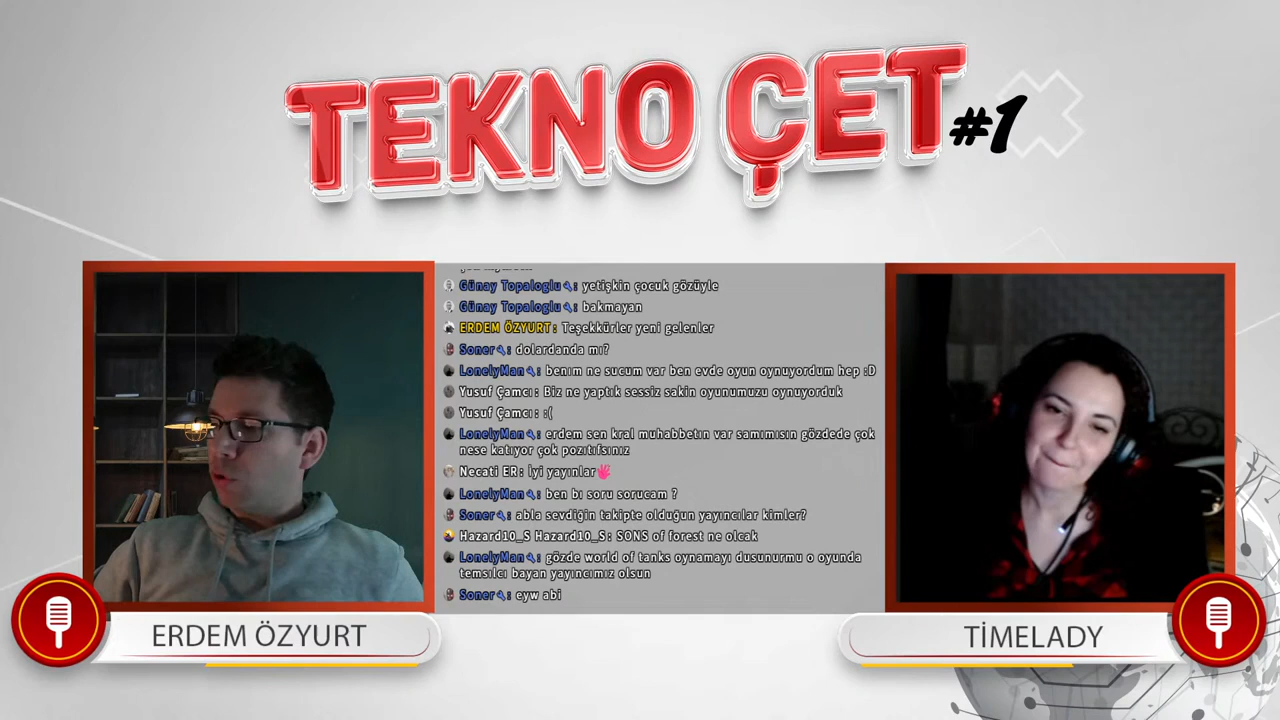 TEKNO ÇET
#1
Günay Topaloglu: yetişkin çocuk gözüyle
Günay Topaloglu: bakmayan
ERDEM ÖZYURT: Teşekkürler yeni gelenler
Soner: dolardanda mı?
LonelyMan: benım ne sucum var ben evde oyun oynuyordum hep :D
Yusuf Çamcı: Biz ne yaptık sessiz sakin oyunumuzu oynuyorduk
Yusuf Çamcı: :(
LonelyMan: erdem sen kral muhabbetın var samımısın gözdede çok
nese katıyor çok pozıtıfsınız
Necati ER: İyi yayınlar
LonelyMan: ben bı soru sorucam ?
Soner: abla sevdiğin takipte olduğun yayıncılar kimler?
Hazard10_S Hazard10_S: SONS of forest ne olcak
LonelyMan: gözde world of tanks oynamayı dusunurmu o oyunda
temsılcı bayan yayıncımız olsun
Soner: eyw abi
ERDEM ÖZYURT
TİMELADY